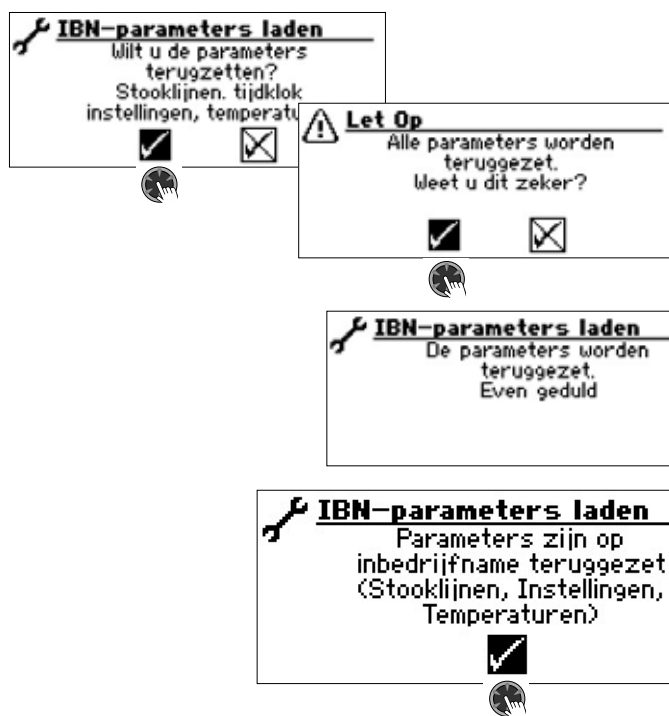 IBN-parameters laden
Wilt u de parameters
terugzetten?
Stooklijnen. tijdklok
instellingen,
Let Op
Alle parameters worden
teruggezet.
Weet u dit zeker?
IBN-parameters laden
De parameters worden
teruggezet.
Even geduld
IBN-parameters laden
Parameters zijn op
inbedrijfname teruggezet
(Stooklijnen, Instellingen,
Temperaturen)